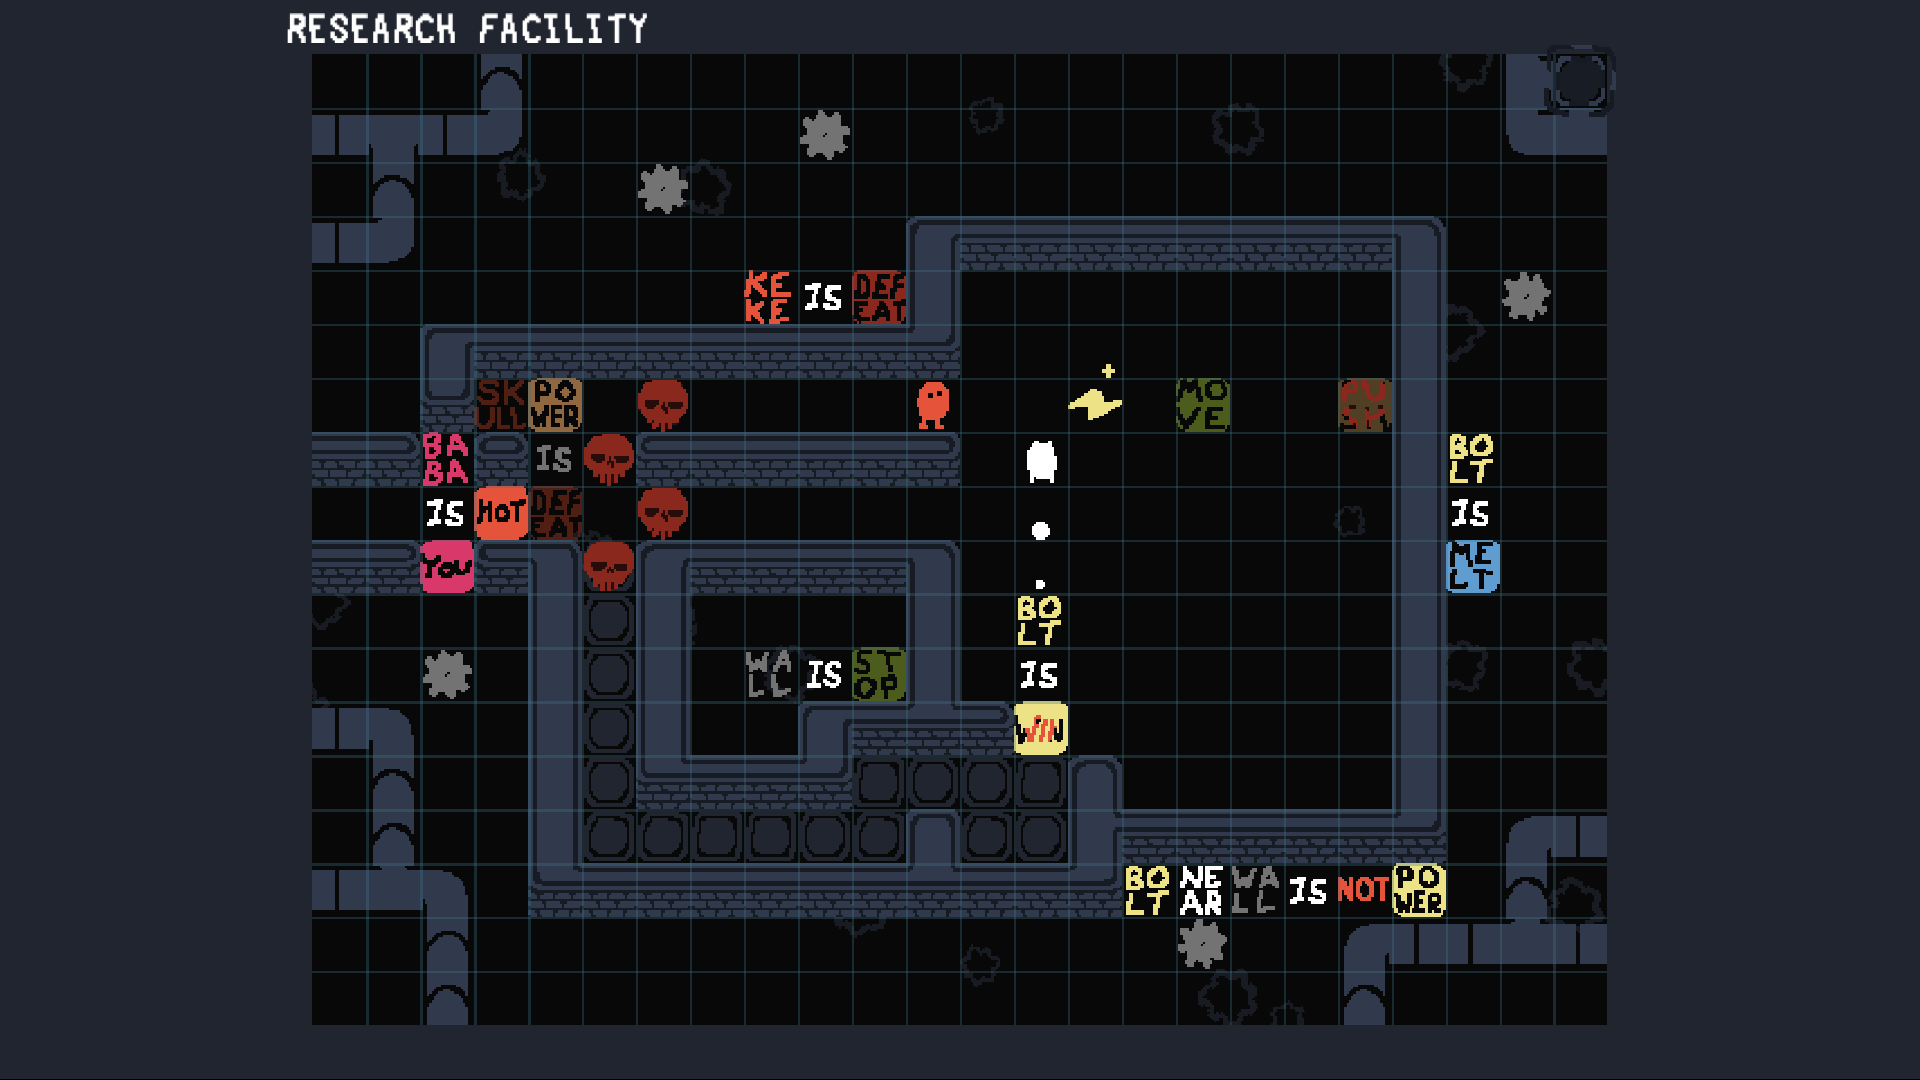 RESEARCH FACILITY
KEKE IS DEFEAT
SKULL POWER MOVE PUSH
BABA IS BOLT
IS HOT DEFEAT IS
YOU MELT
BOLT
WALL IS STOP IS
WIN
BOLT NEAR WALL IS NOT POWER